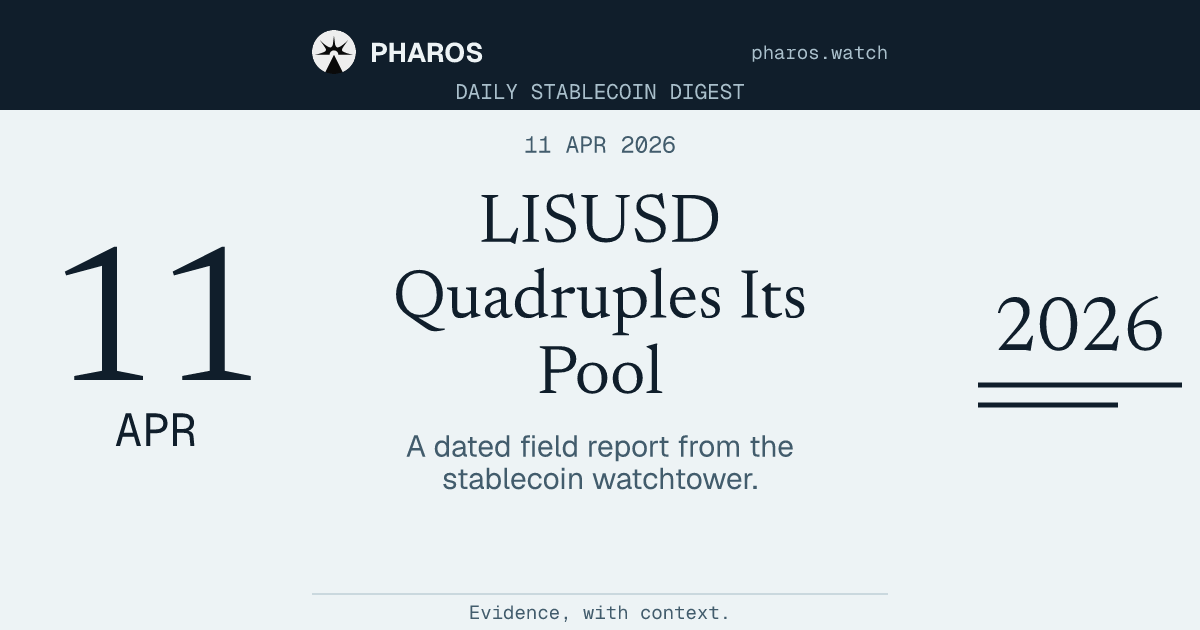 PHAROS
pharos.watch
DAILY STABLECOIN DIGEST
11 APR 2026
LISUSD
Quadruples Its
Pool
11
APR
2026
A dated field report from the
stablecoin watchtower.
Evidence, with context.